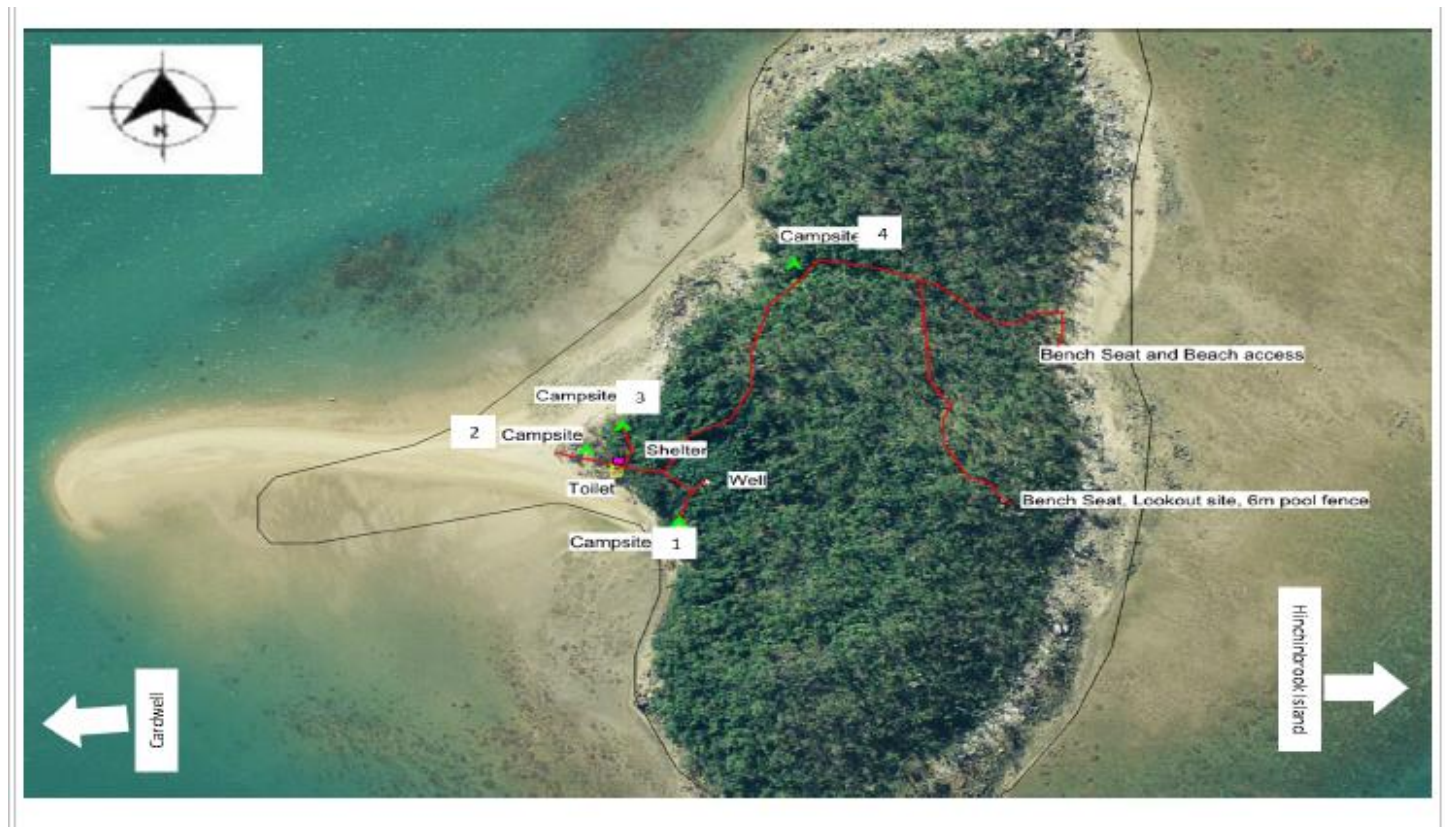 N
Campsite 4
Bench Seat and Beach access
Campsite 3
2 Campsite
Shelter
Toilet
Well
Bench Seat, Lookout site, 6m pool fence
Campsite 1
Hinchinbrook Island
Cardwell